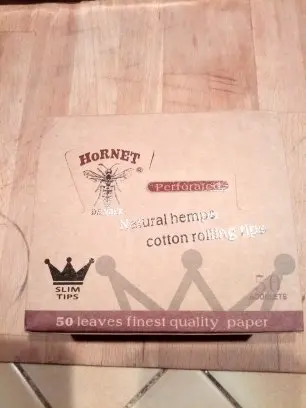 HORNET
®
Perforated
Natural hemps
cotton rolling tips
SLIM
TIPS
50
BOOKLETS
50 leaves finest quality paper